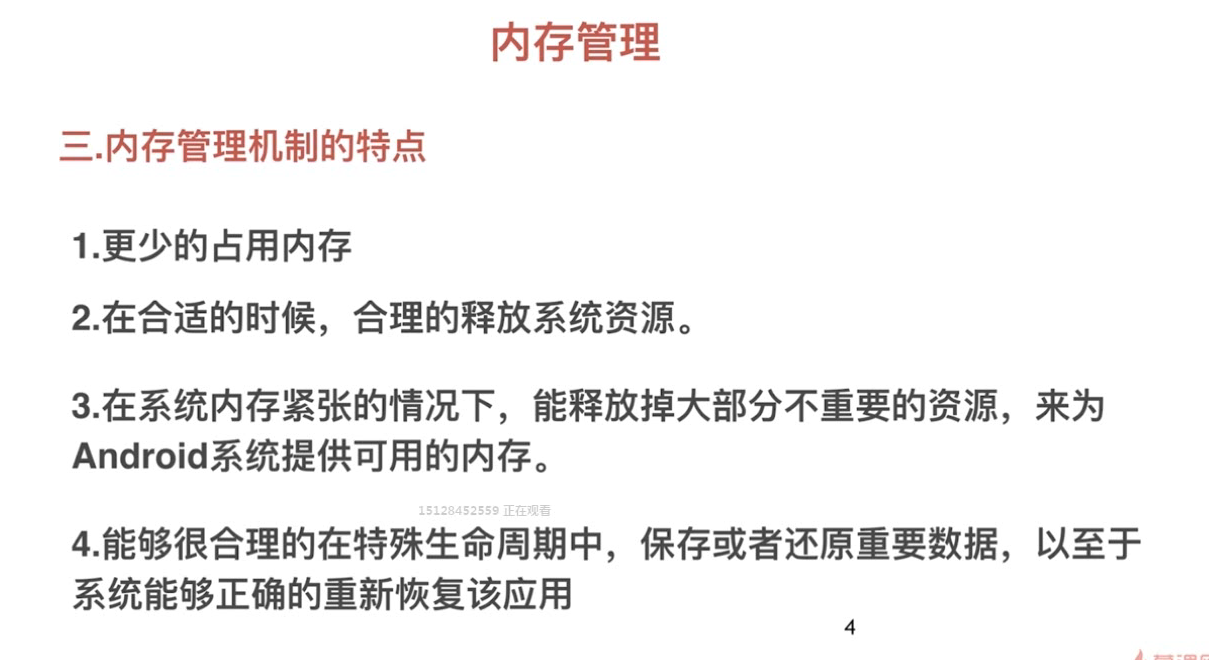 内存管理
三.内存管理机制的特点
1.更少的占用内存
2.在合适的时候，合理的释放系统资源。
3.在系统内存紧张的情况下，能释放掉大部分不重要的资源，来为
Android系统提供可用的内存。
15128452559 正在观看
4.能够很合理的在特殊生命周期中，保存或者还原重要数据，以至于
系统能够正确的重新恢复该应用
4